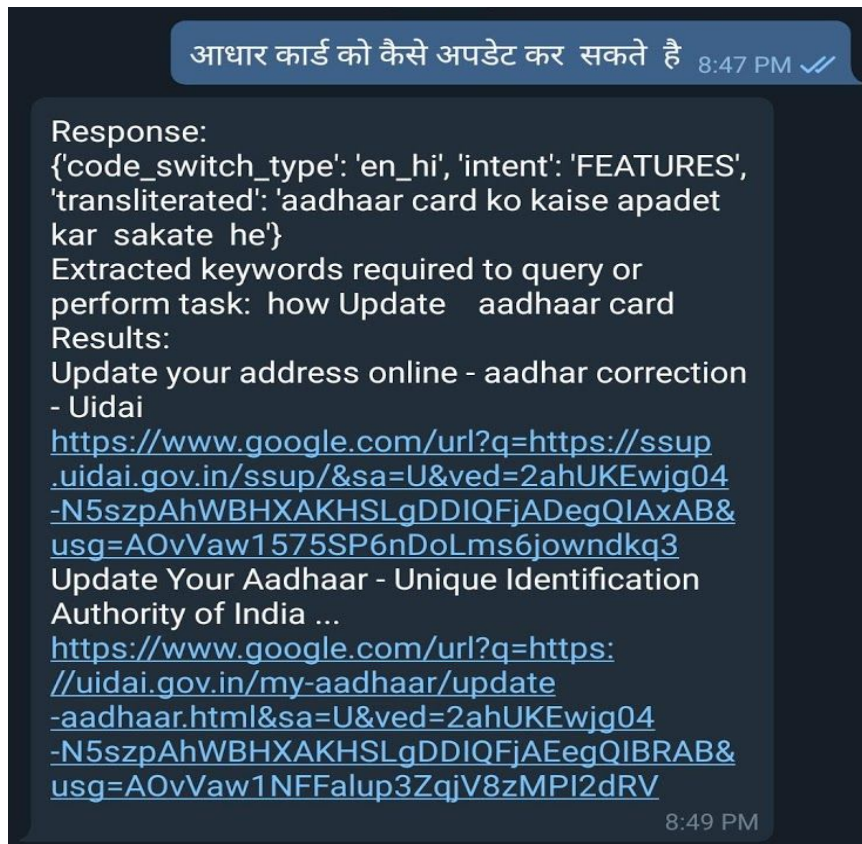 आधार कार्ड को कैसे अपडेट कर  सकते  है 8:47 PM
Response:
{'code_switch_type': 'en_hi', 'intent': 'FEATURES',
'transliterated': 'aadhaar card ko kaise apadet
kar  sakate  he'}
Extracted keywords required to query or
perform task:  how Update    aadhaar card
Results:
Update your address online - aadhar correction
- Uidai
https://www.google.com/url?q=https://ssup
.uidai.gov.in/ssup/&sa=U&ved=2ahUKEwjg04
-N5szpAhWBHXAKHSLgDDIQFjADegQIAxAB&
usg=AOvVaw1575SP6nDoLms6jowndkq3
Update Your Aadhaar - Unique Identification
Authority of India ...
https://www.google.com/url?q=https:
//uidai.gov.in/my-aadhaar/update
-aadhaar.html&sa=U&ved=2ahUKEwjg04
-N5szpAhWBHXAKHSLgDDIQFjAEegQIBRAB&
usg=AOvVaw1NFFalup3ZqjV8zMPI2dRV
8:49 PM